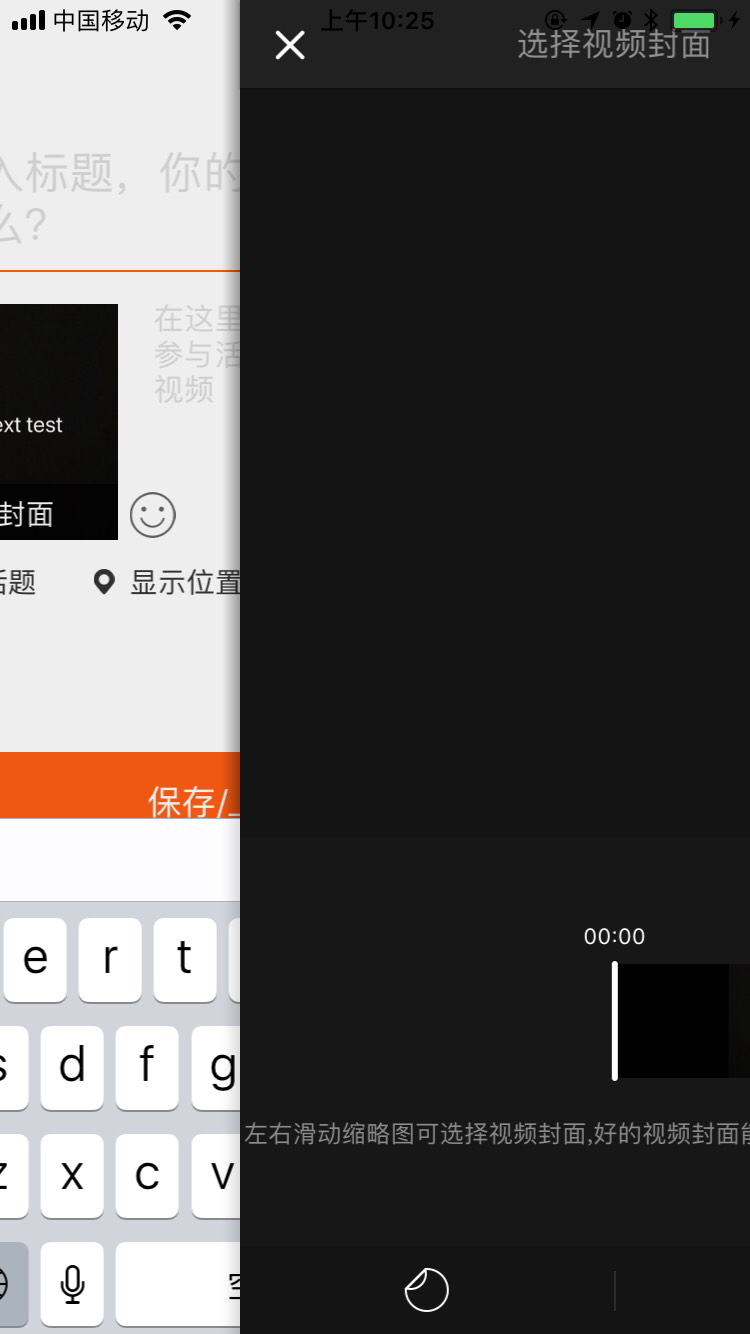 中国移动
上午10:25
选择视频封面
入标题，你的
么?
在这里
参与活
视频
ext test
封面
话题
显示位置
保存/上
00:00
左右滑动缩略图可选择视频封面,好的视频封面能
e r t
s d f g
z x c v
空